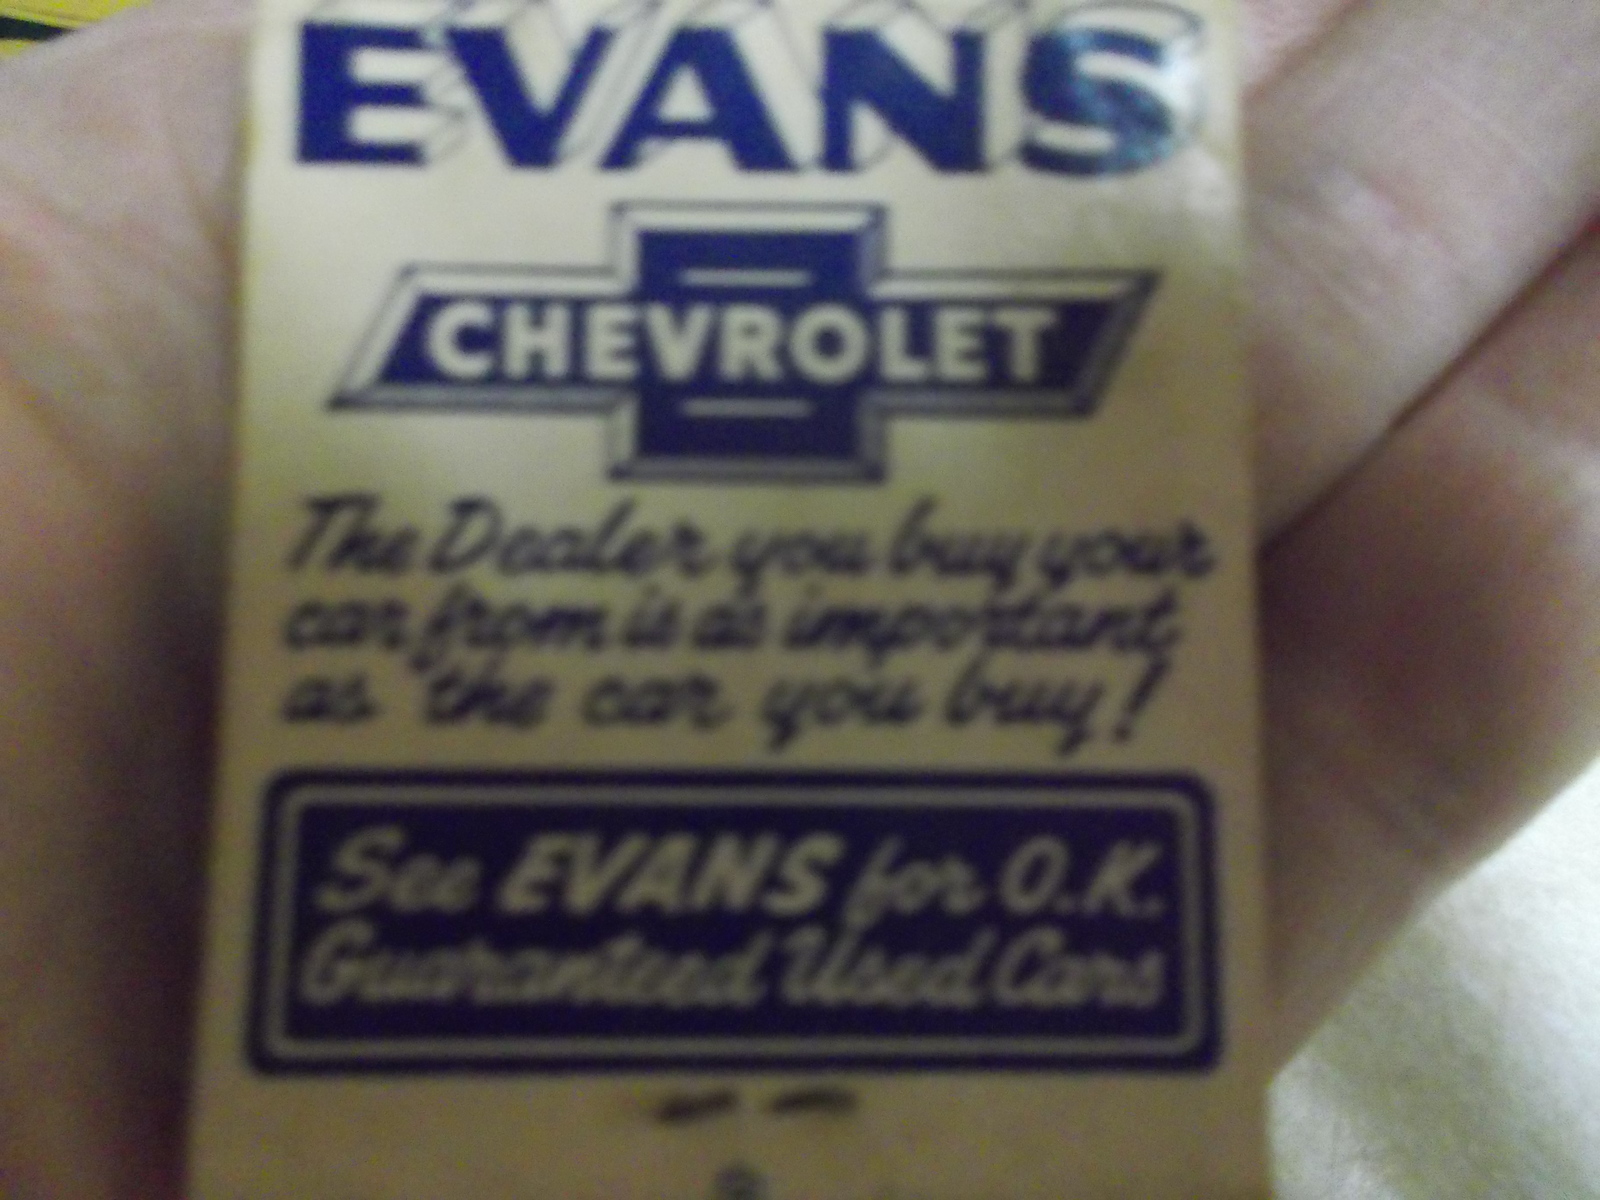 EVANS
CHEVROLET
The Dealer you buy your
car from is as important
as the car you buy!
See EVANS for O.K.
Guaranteed Used Cars